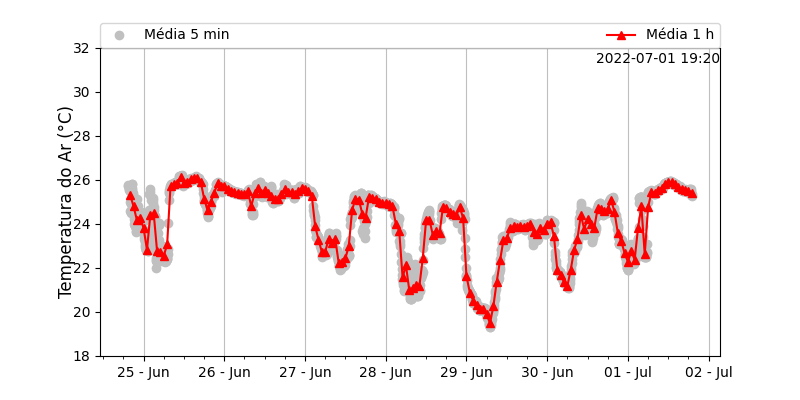 Média 5 min
Média 1 h
2022-07-01 19:20
Temperatura do Ar (°C)
32
30
28
26
24
22
20
18
25 - Jun
26 - Jun
27 - Jun
28 - Jun
29 - Jun
30 - Jun
01 - Jul
02 - Jul